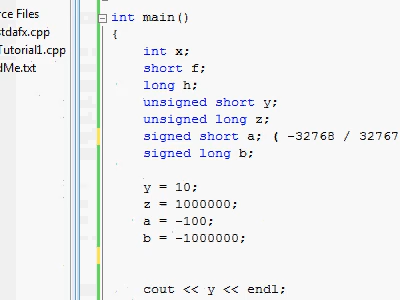 rce Files
stdafx.cpp
Tutorial1.cpp
dMe.txt
int main()
{
int x;
short f;
long h;
unsigned short y;
unsigned long z;
signed short a; ( -32768 / 32767
signed long b;
y = 10;
z = 1000000;
a = -100;
b = -1000000;
cout << y << endl;